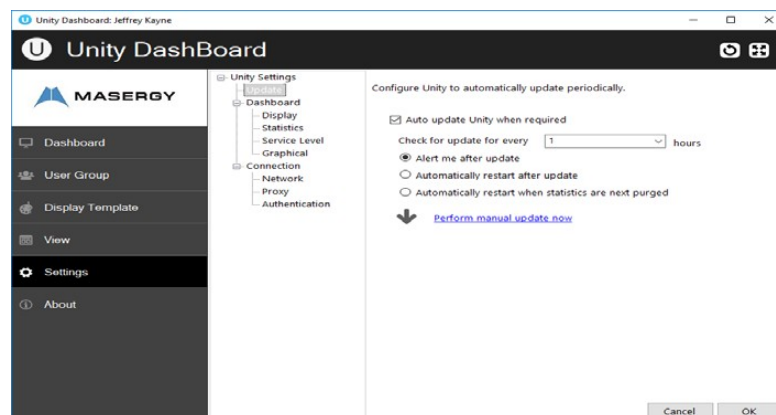 Unity Dashboard: Jeffrey Kayne
Unity DashBoard
MASERGY
Dashboard
User Group
Display Template
View
Settings
About
Unity Settings
Update
Dashboard
Display
Statistics
Service Level
Graphical
Connection
Network
Proxy
Authentication
Configure Unity to automatically update periodically.
Auto update Unity when required
Check for update for every 1 hours
Alert me after update
Automatically restart after update
Automatically restart when statistics are next purged
Perform manual update now
Cancel OK